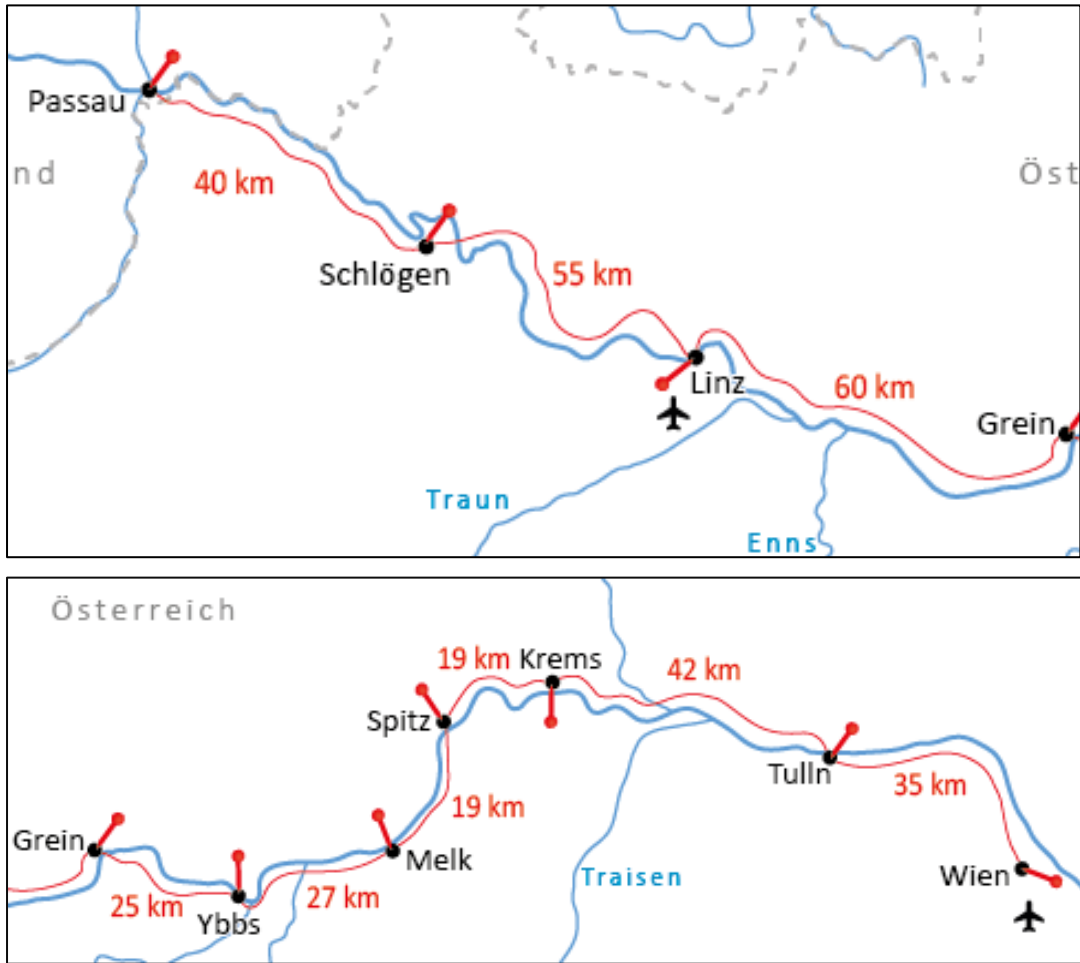 Passau
nd
40 km
Öst
Schlögen
55 km
Linz
60 km
Grein
Traun
Enns
Österreich
19 km
Krems
42 km
Spitz
Tulln
35 km
19 km
Grein
Melk
Traisen
Wien
25 km
27 km
Ybbs